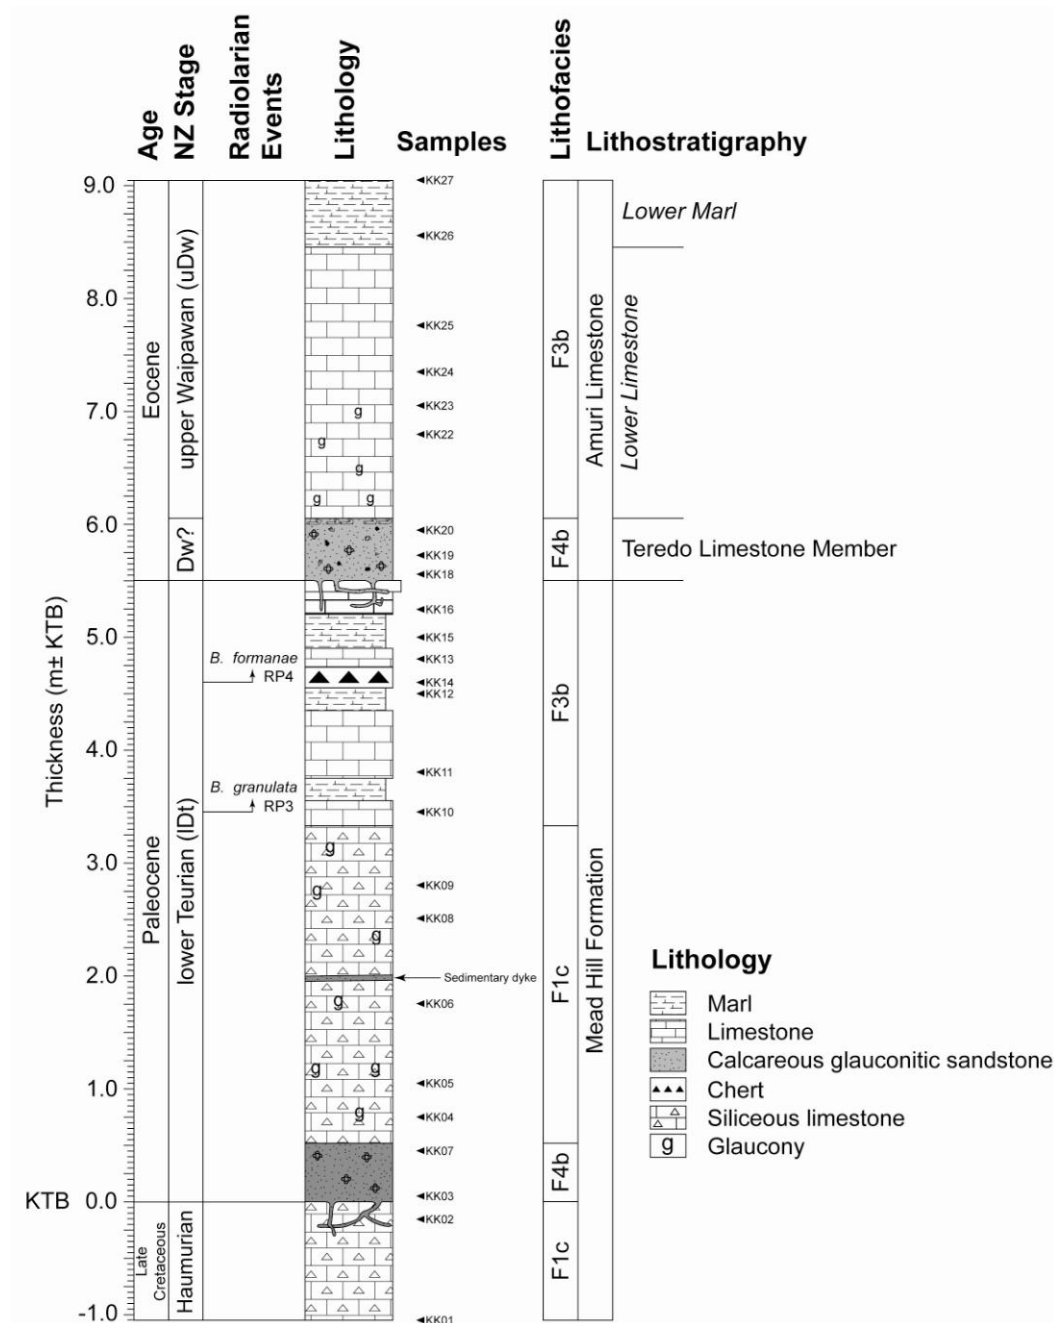 Age
NZ Stage
Radiolarian
Events
Lithology
Samples
Lithofacies
Lithostratigraphy
Thickness (m± KTB)
9.0
8.0
7.0
6.0
5.0
4.0
3.0
2.0
1.0
KTB 0.0
-1.0
Eocene
Paleocene
Late
Cretaceous
upper Waipawan (uDw)
Dw?
lower Teurian (lDt)
Haumurian
B. formanae
RP4
B. granulata
RP3
g
g
g
g
g
g
g
g
g
g
g
g
KK27
KK26
KK25
KK24
KK23
KK22
KK20
KK19
KK18
KK16
KK15
KK13
KK14
KK12
KK11
KK10
KK09
KK08
Sedimentary dyke
KK06
KK05
KK04
KK07
KK03
KK02
KK01
F3b
F4b
F3b
F1c
F4b
F1c
Amuri Limestone
Mead Hill Formation
Lower Marl
Lower Limestone
Teredo Limestone Member
Lithology
Marl
Limestone
Calcareous glauconitic sandstone
Chert
Siliceous limestone
g Glaucony